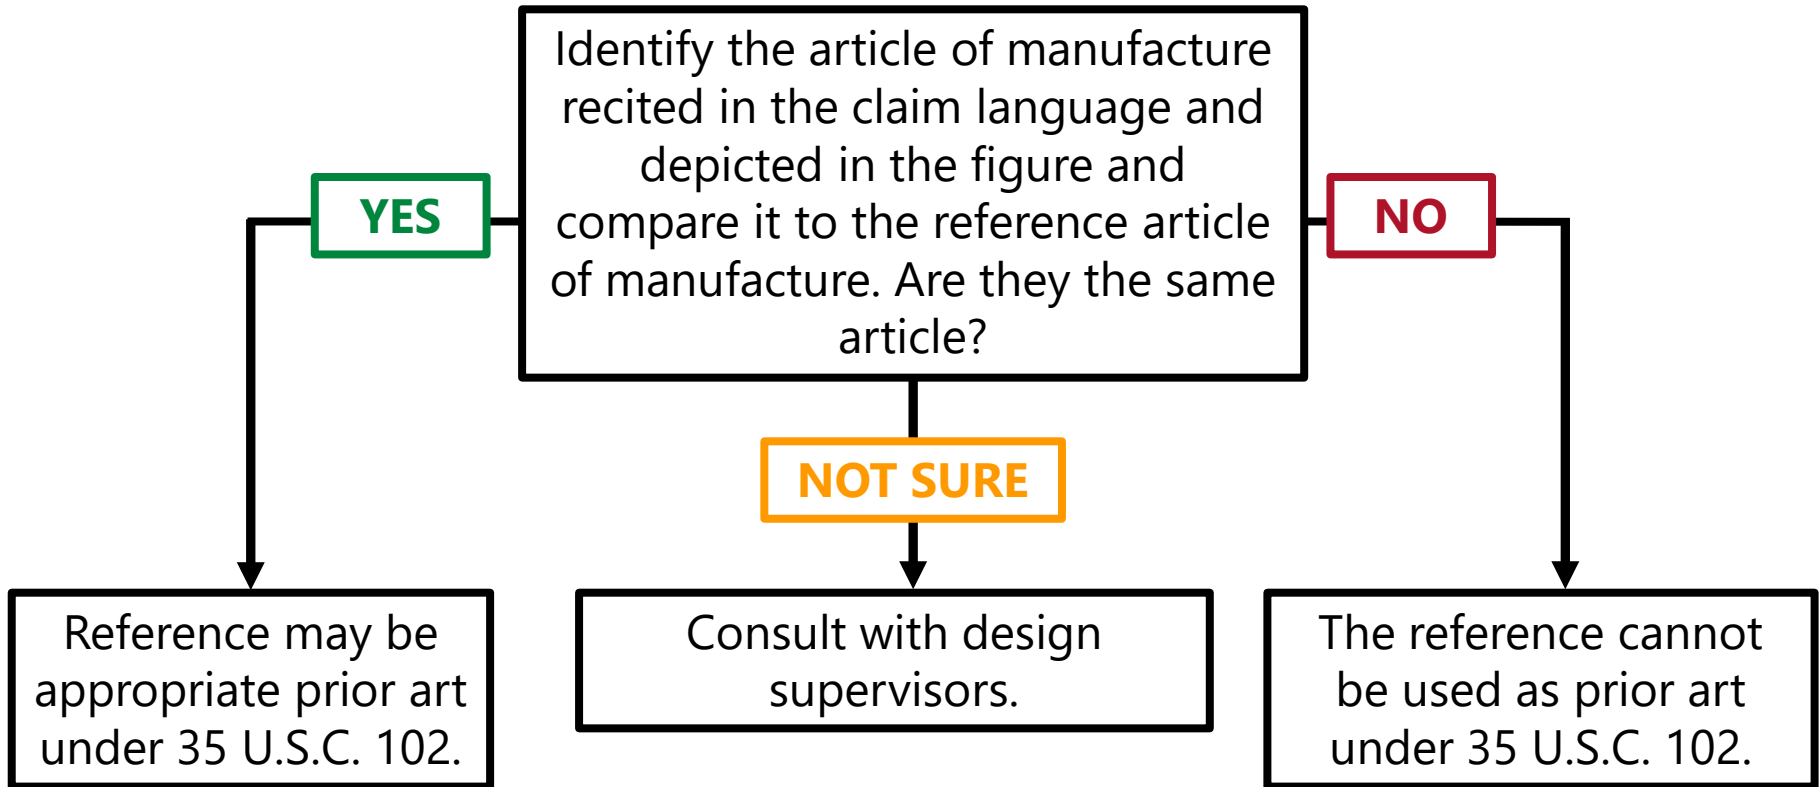 Identify the article of manufacture
recited in the claim language and
depicted in the figure and
compare it to the reference article
of manufacture. Are they the same
article?
YES
NO
NOT SURE
Reference may be
appropriate prior art
under 35 U.S.C. 102.
Consult with design
supervisors.
The reference cannot
be used as prior art
under 35 U.S.C. 102.